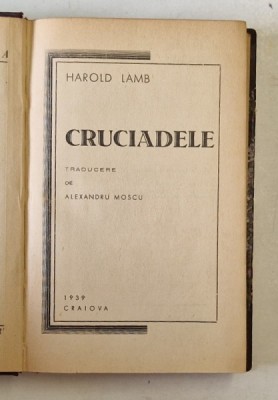 HAROLD LAMB
CRUCIADELE
TRADUCERE
DE
ALEXANDRU MOSCU
1939
CRAIOVA
A